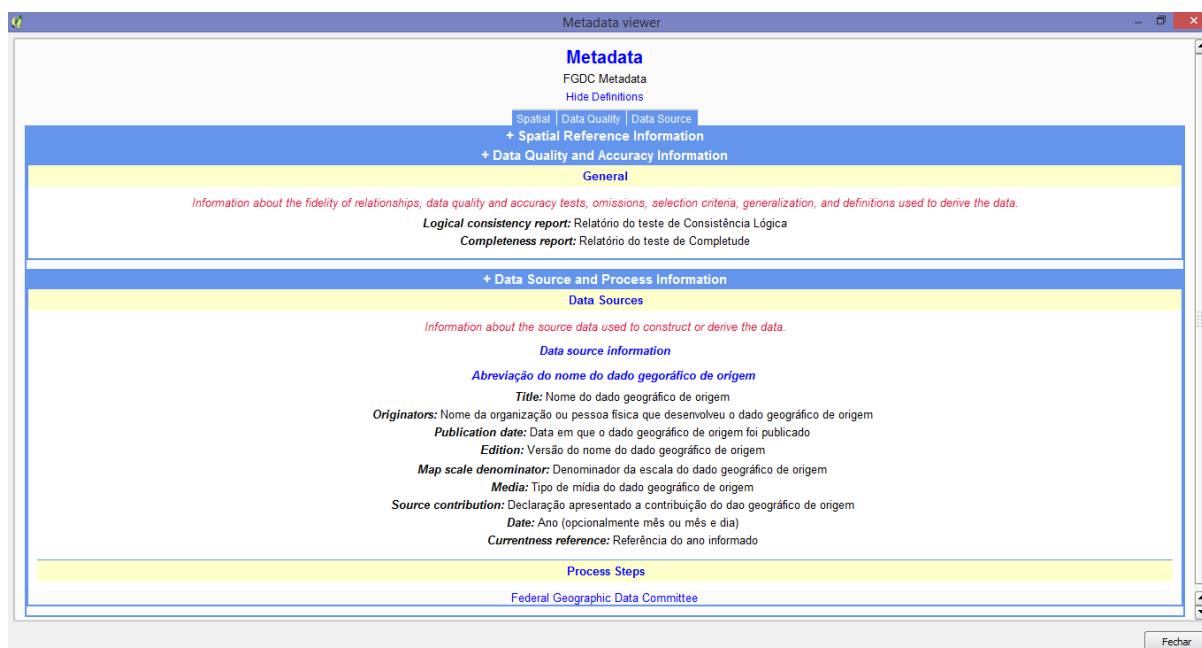 Metadata viewer
Metadata
FGDC Metadata
Hide Definitions
Spatial Data Quality Data Source
+ Spatial Reference Information
+ Data Quality and Accuracy Information
General
Information about the fidelity of relationships, data quality and accuracy tests, omissions, selection criteria, generalization, and definitions used to derive the data.
Logical consistency report: Relatório do teste de Consistência Lógica
Completeness report: Relatório do teste de Completude
+ Data Source and Process Information
Data Sources
Information about the source data used to construct or derive the data.
Data source information
Abreviação do nome do dado gegoráfico de origem
Title: Nome do dado geográfico de origem
Originators: Nome da organização ou pessoa física que desenvolveu o dado geográfico de origem
Publication date: Data em que o dado geográfico de origem foi publicado
Edition: Versão do nome do dado geográfico de origem
Map scale denominator: Denominador da escala do dado geográfico de origem
Media: Tipo de mídia do dado geográfico de origem
Source contribution: Declaração apresentado a contribuição do dao geográfico de origem
Date: Ano (opcionalmente mês ou mês e dia)
Currentness reference: Referência do ano informado
Process Steps
Federal Geographic Data Committee
Fechar